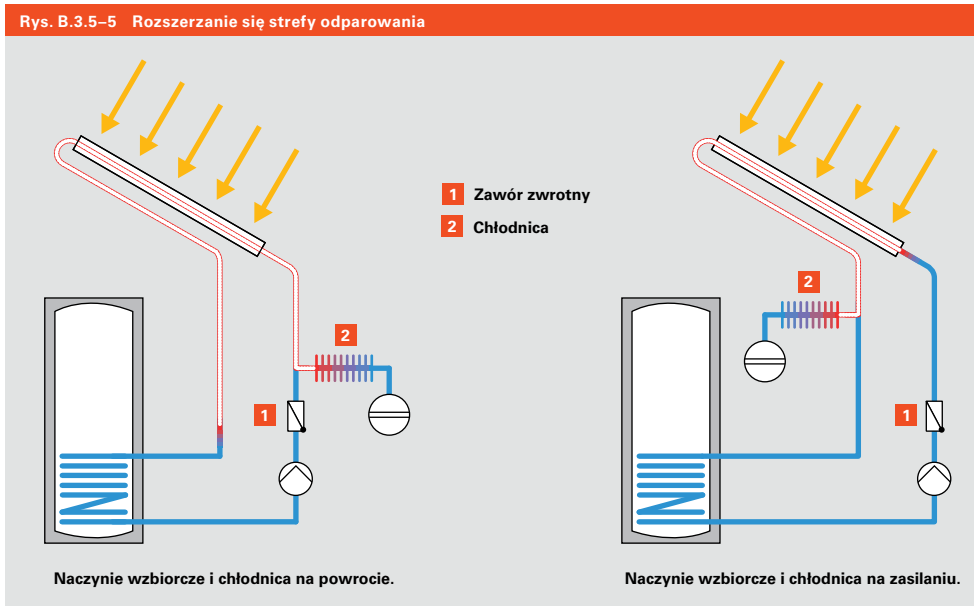 Rys. B.3.5–5 Rozszerzanie się strefy odparowania
1 Zawór zwrotny
2 Chłodnica
2
1
2
1
Naczynie wzbiorcze i chłodnica na powrocie.
Naczynie wzbiorcze i chłodnica na zasilaniu.